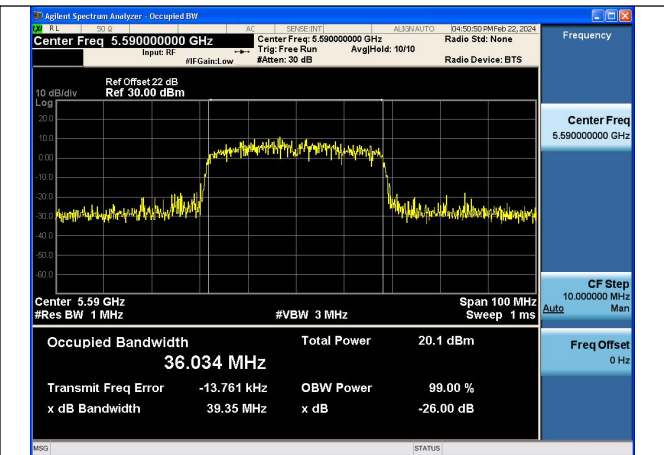 Agilent Spectrum Analyzer - Occupied BW
RL 50 Ω AC SENSE:INT ALIGNAUTO 04:50:50 PM Feb 22, 2024
Center Freq 5.590000000 GHz
Center Freq: 5.590000000 GHz
Radio Std: None
Input: RF
Trig: Free Run Avg|Hold: 10/10
#IFGain:Low
#Atten: 30 dB
Radio Device: BTS
Frequency
Ref Offset 22 dB
10 dB/div Ref 30.00 dBm
Log
20.0
10.0
0.00
-10.0
-20.0
-30.0
-40.0
-50.0
-60.0
Center Freq
5.590000000 GHz
Center 5.59 GHz Span 100 MHz
#Res BW 1 MHz #VBW 3 MHz Sweep 1 ms
CF Step
10.000000 MHz
Auto Man
Occupied Bandwidth Total Power 20.1 dBm
36.034 MHz
Transmit Freq Error -13.761 kHz OBW Power 99.00 %
x dB Bandwidth 39.35 MHz x dB -26.00 dB
Freq Offset
0 Hz
MSG STATUS